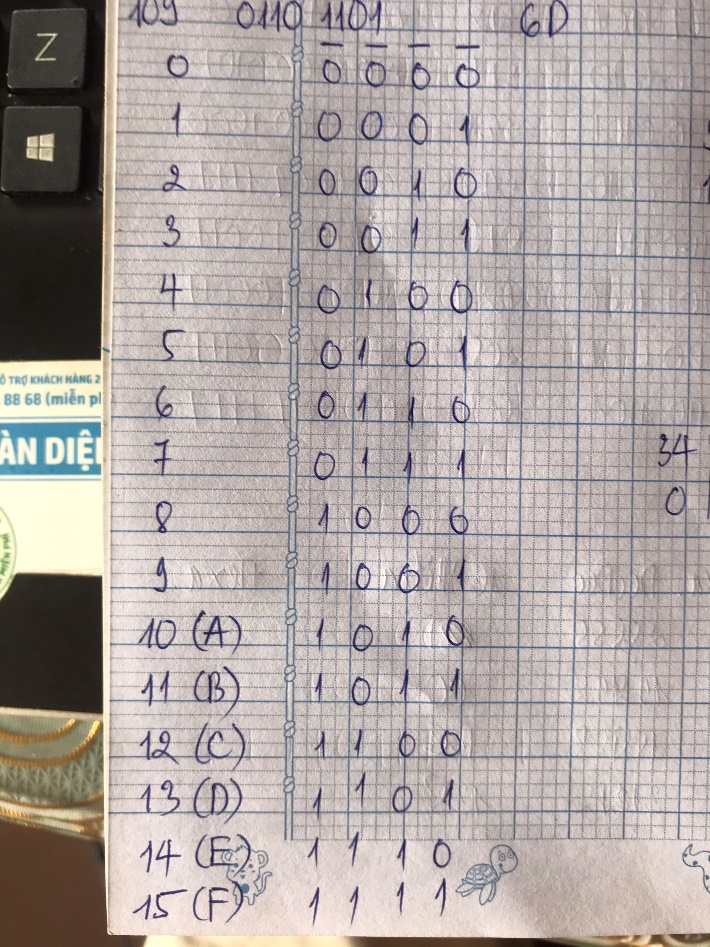 109 0110 1101 6D
Z
0 0 0 0 0
1 0 0 0 1
2 0 0 1 0
3 0 0 1 1
4 0 1 0 0
5 0 1 0 1
Ỗ TRỢ KHÁCH HÀNG 2
88 68 (miễn
6 0 1 1 0
ÀN DIỆ
7 0 1 1 1
34
8 1 0 0 0
0
9 1 0 0 1
10 (A) 1 0 1 0
11 (B) 1 0 1 1
12 (C) 1 1 0 0
13 (D) 1 1 0 1
14 (E) 1 1 1 0
15 (F) 1 1 1 1